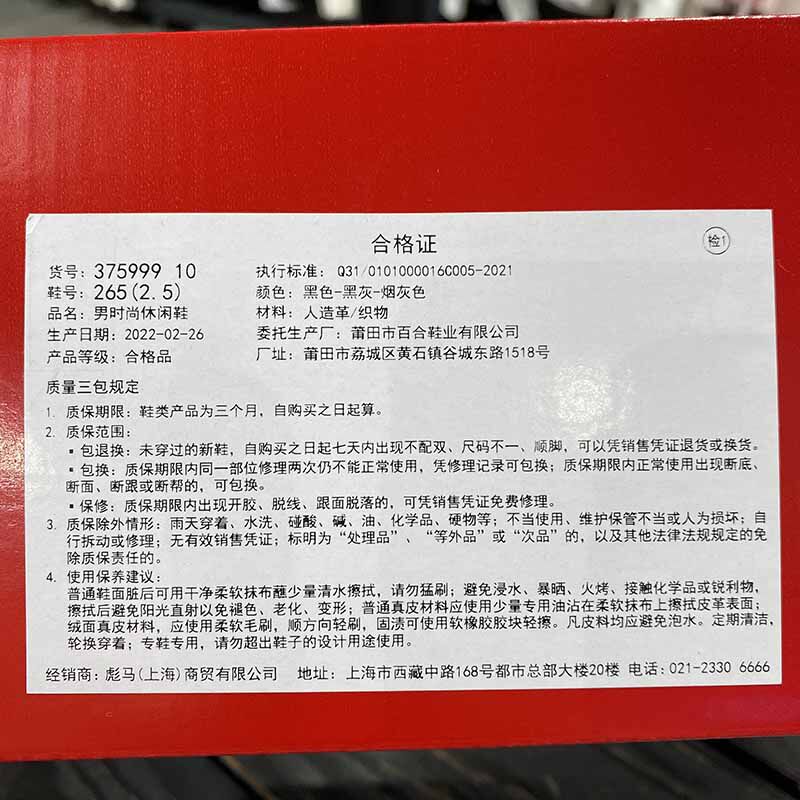 合格证
检1
货号：375999 10
执行标准：Q31/0101000016C005-2021
鞋号：265(2.5)
颜色：黑色-黑灰-烟灰色
品名：男时尚休闲鞋
材料：人造革/织物
生产日期：2022-02-26
委托生产厂：莆田市百合鞋业有限公司
产品等级：合格品
厂址：莆田市荔城区黄石镇谷城东路1518号
质量三包规定
1. 质保期限：鞋类产品为三个月，自购买之日起算。
2. 质保范围：
▪ 包退换：未穿过的新鞋，自购买之日起七天内出现不配双、尺码不一、顺脚，可以凭销售凭证退货或换货。
▪ 包换：质保期限内同一部位修理两次仍不能正常使用，凭修理记录可包换；质保期限内正常使用出现断底、
断面、断跟或断帮的，可包换。
▪ 保修：质保期限内出现开胶、脱线、跟面脱落的，可凭销售凭证免费修理。
3. 质保除外情形：雨天穿着、水洗、碰酸、碱、油、化学品、硬物等；不当使用、维护保管不当或人为损坏；自
行拆动或修理；无有效销售凭证；标明为“处理品”、“等外品”或“次品”的，以及其他法律法规规定的免
除质保责任的。
4. 使用保养建议：
普通鞋面脏后可用干净柔软抹布蘸少量清水擦拭，请勿猛刷；避免浸水、暴晒、火烤、接触化学品或锐利物，
擦拭后避免阳光直射以免褪色、老化、变形；普通真皮材料应使用少量专用油沾在柔软抹布上擦拭皮革表面；
绒面真皮材料，应使用柔软毛刷，顺方向轻刷，固渍可使用软橡胶胶块轻擦。凡皮料均应避免泡水。定期清洁，
轮换穿着；专鞋专用，请勿超出鞋子的设计用途使用。
经销商：彪马(上海)商贸有限公司 地址：上海市西藏中路168号都市总部大楼20楼 电话：021-2330 6666